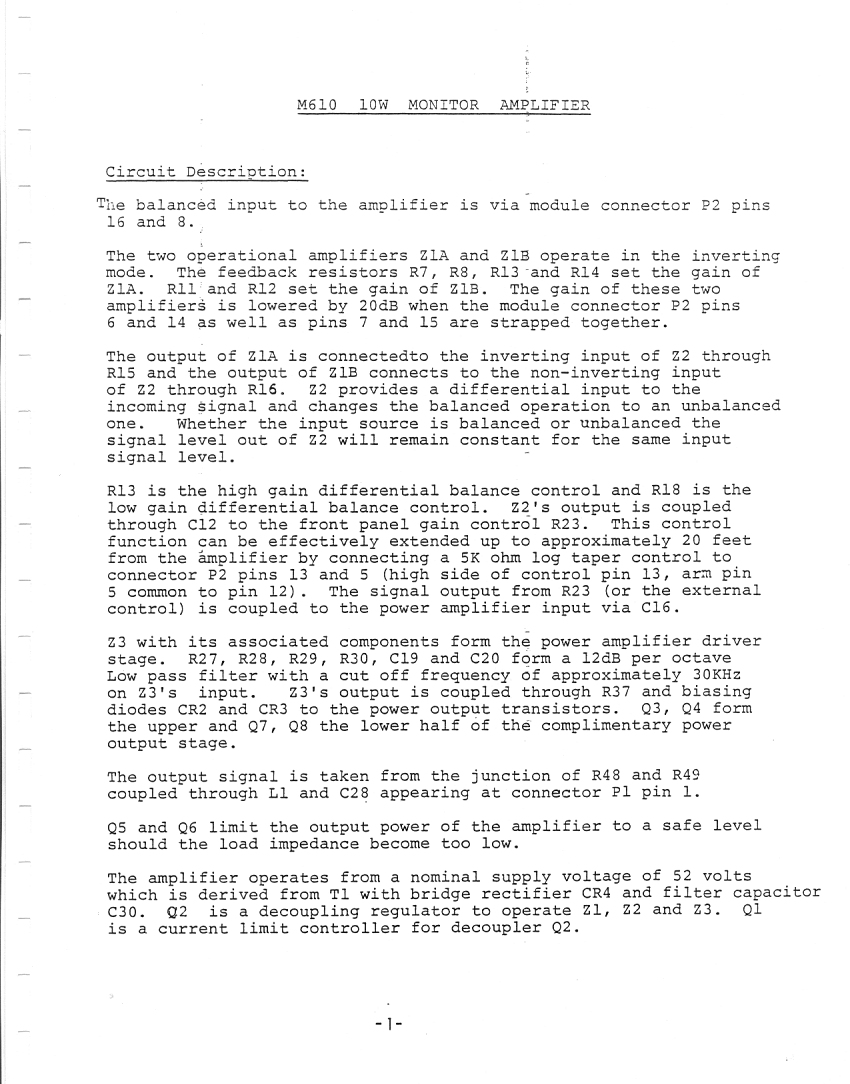 M610 10W MONITOR AMPLIFIER
Circuit Description:
The balanced input to the amplifier is via module connector P2 pins
16 and 8.
The two operational amplifiers Z1A and Z1B operate in the inverting
mode. The feedback resistors R7, R8, R13 and R14 set the gain of
Z1A. R11 and R12 set the gain of Z1B. The gain of these two
amplifiers is lowered by 20dB when the module connector P2 pins
6 and 14 as well as pins 7 and 15 are strapped together.
The output of Z1A is connectedto the inverting input of Z2 through
R15 and the output of Z1B connects to the non-inverting input
of Z2 through R16. Z2 provides a differential input to the
incoming signal and changes the balanced operation to an unbalanced
one. Whether the input source is balanced or unbalanced the
signal level out of Z2 will remain constant for the same input
signal level.
R13 is the high gain differential balance control and R18 is the
low gain differential balance control. Z2's output is coupled
through C12 to the front panel gain control R23. This control
function can be effectively extended up to approximately 20 feet
from the amplifier by connecting a 5K ohm log taper control to
connector P2 pins 13 and 5 (high side of control pin 13, arm pin
5 common to pin 12). The signal output from R23 (or the external
control) is coupled to the power amplifier input via C16.
Z3 with its associated components form the power amplifier driver
stage. R27, R28, R29, R30, C19 and C20 form a 12dB per octave
Low pass filter with a cut off frequency of approximately 30KHz
on Z3's input. Z3's output is coupled through R37 and biasing
diodes CR2 and CR3 to the power output transistors. Q3, Q4 form
the upper and Q7, Q8 the lower half of the complimentary power
output stage.
The output signal is taken from the junction of R48 and R49
coupled through L1 and C28 appearing at connector P1 pin 1.
Q5 and Q6 limit the output power of the amplifier to a safe level
should the load impedance become too low.
The amplifier operates from a nominal supply voltage of 52 volts
which is derived from T1 with bridge rectifier CR4 and filter capacitor
C30. Q2 is a decoupling regulator to operate Z1, Z2 and Z3. Q1
is a current limit controller for decoupler Q2.
-1-